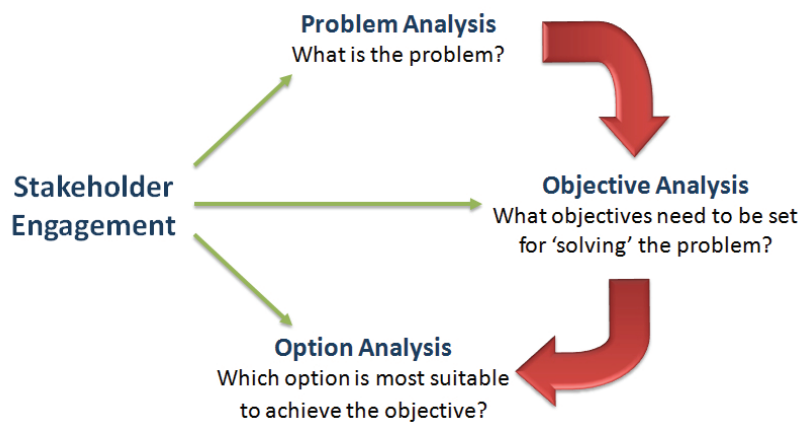 Problem Analysis
What is the problem?
Stakeholder
Engagement
Objective Analysis
What objectives need to be set
for ‘solving’ the problem?
Option Analysis
Which option is most suitable
to achieve the objective?